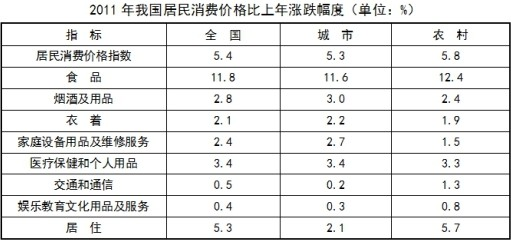 2011 年我国居民消费价格比上年涨跌幅度（单位：%）
指 标 全 国 城 市 农 村
居民消费价格指数 5.4 5.3 5.8
食 品 11.8 11.6 12.4
烟酒及用品 2.8 3.0 2.4
衣 着 2.1 2.2 1.9
家庭设备用品及维修服务 2.4 2.7 1.5
医疗保健和个人用品 3.4 3.4 3.3
交通和通信 0.5 0.2 1.3
娱乐教育文化用品及服务 0.4 0.3 0.8
居 住 5.3 2.1 5.7